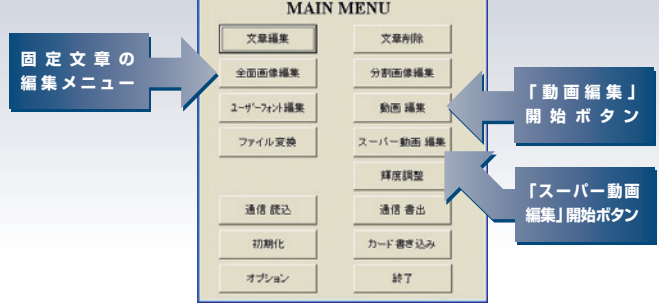 MAIN MENU
文章編集
文章削除
固定文章の
編集メニュー
全面画像編集
分割画像編集
ユーザーフォント編集
動画 編集
「動画編集」
開始ボタン
ファイル変換
スーパー動画 編集
輝度調整
「スーパー動画
編集」開始ボタン
通信 読込
通信 書出
初期化
カード書き込み
オプション
終了